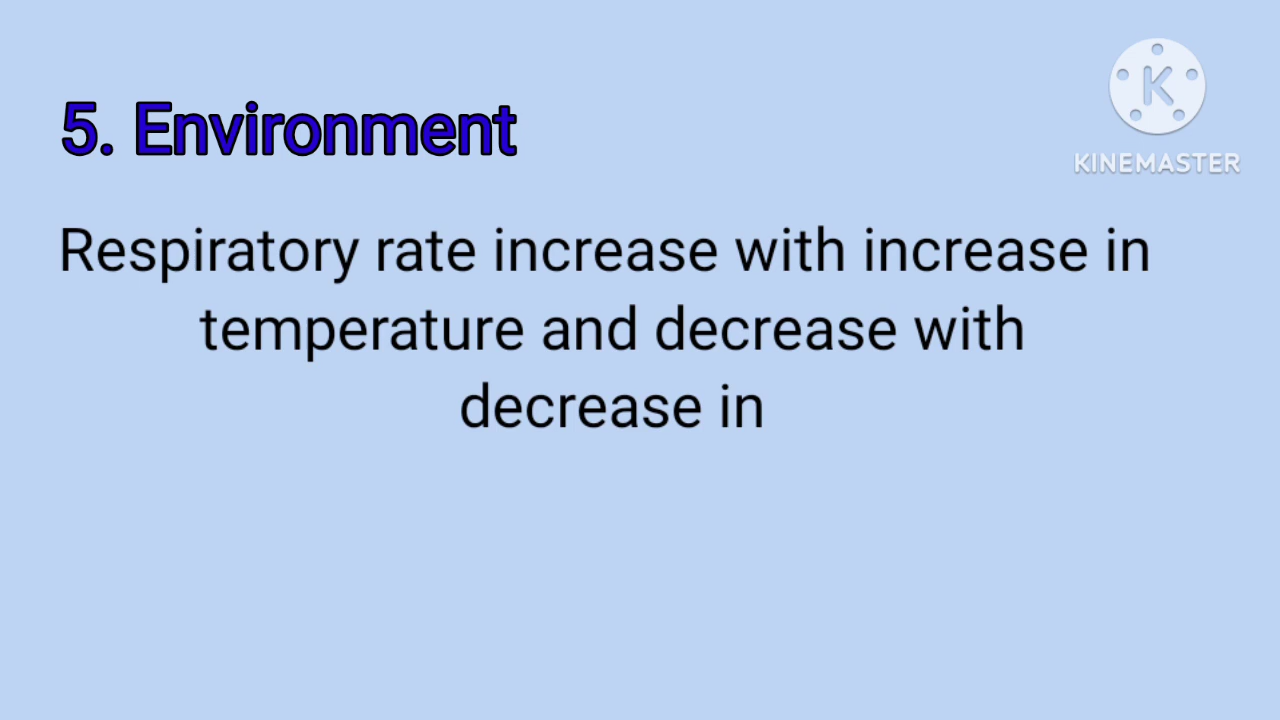 5. Environment
KINEMASTER
Respiratory rate increase with increase in
temperature and decrease with
decrease in